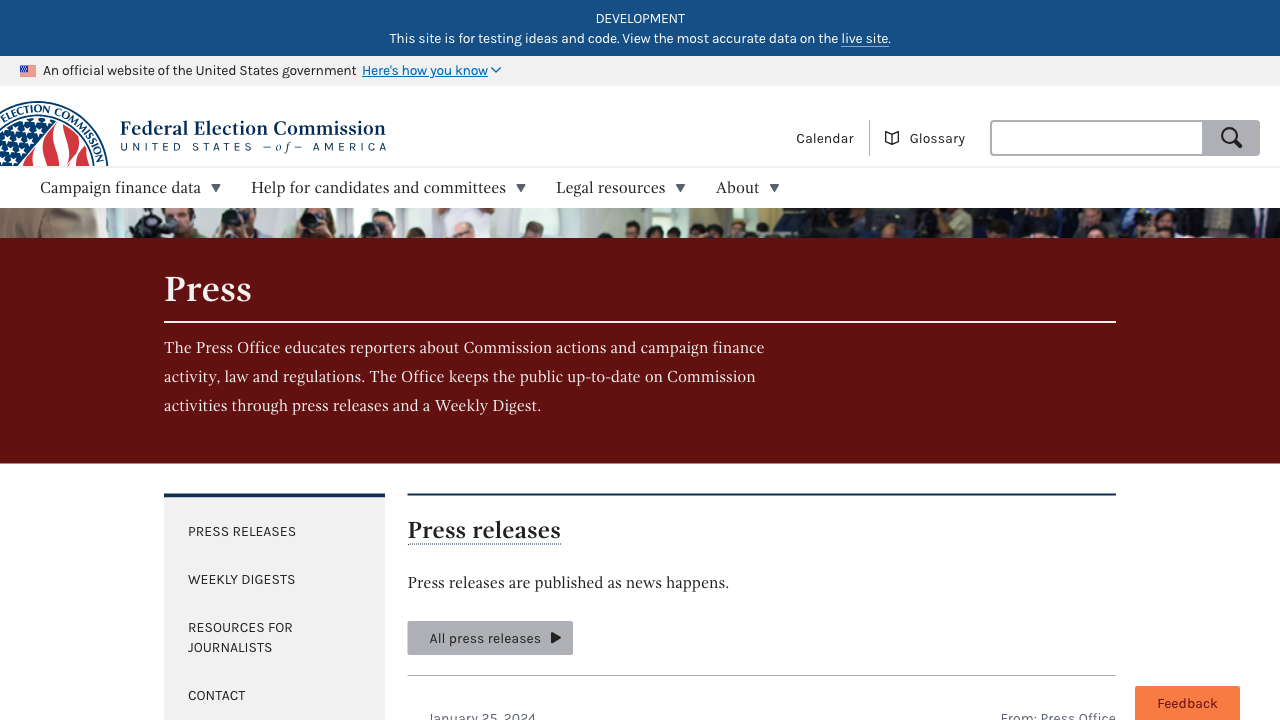 DEVELOPMENT
This site is for testing ideas and code. View the most accurate data on the live site.
An official website of the United States government Here's how you know
ELECTION COMMISSION
Federal Election Commission
UNITED STATES of AMERICA
Calendar
Glossary
Campaign finance data
Help for candidates and committees
Legal resources
About
Press
The Press Office educates reporters about Commission actions and campaign finance
activity, law and regulations. The Office keeps the public up-to-date on Commission
activities through press releases and a Weekly Digest.
PRESS RELEASES
WEEKLY DIGESTS
RESOURCES FOR
JOURNALISTS
CONTACT
Press releases
Press releases are published as news happens.
All press releases
January 25, 2024
From: Press Office
Feedback